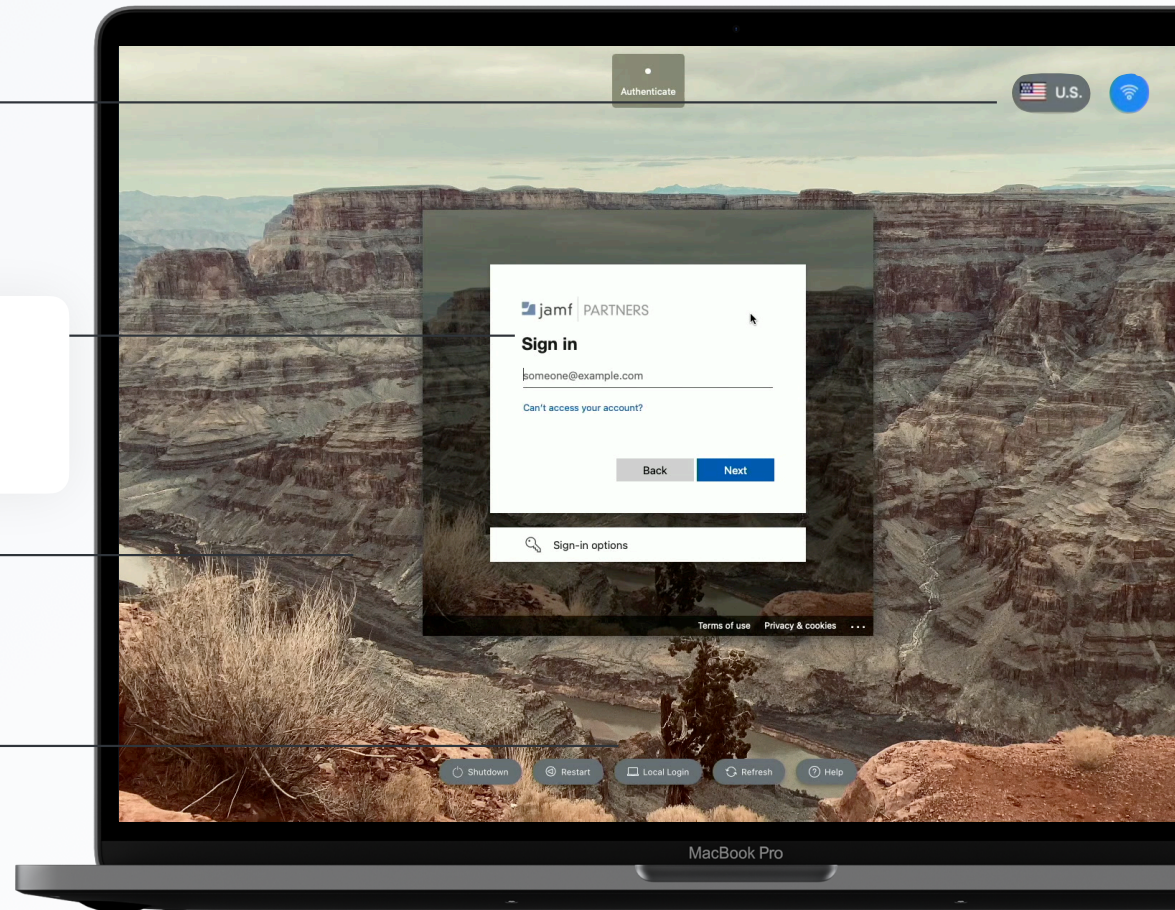 Authenticate
U.S.
jamf PARTNERS
Sign in
someone@example.com
Can't access your account?
Back
Next
Sign-in options
Terms of use Privacy & cookies ...
Shutdown
Restart
Local Login
Refresh
Help
MacBook Pro